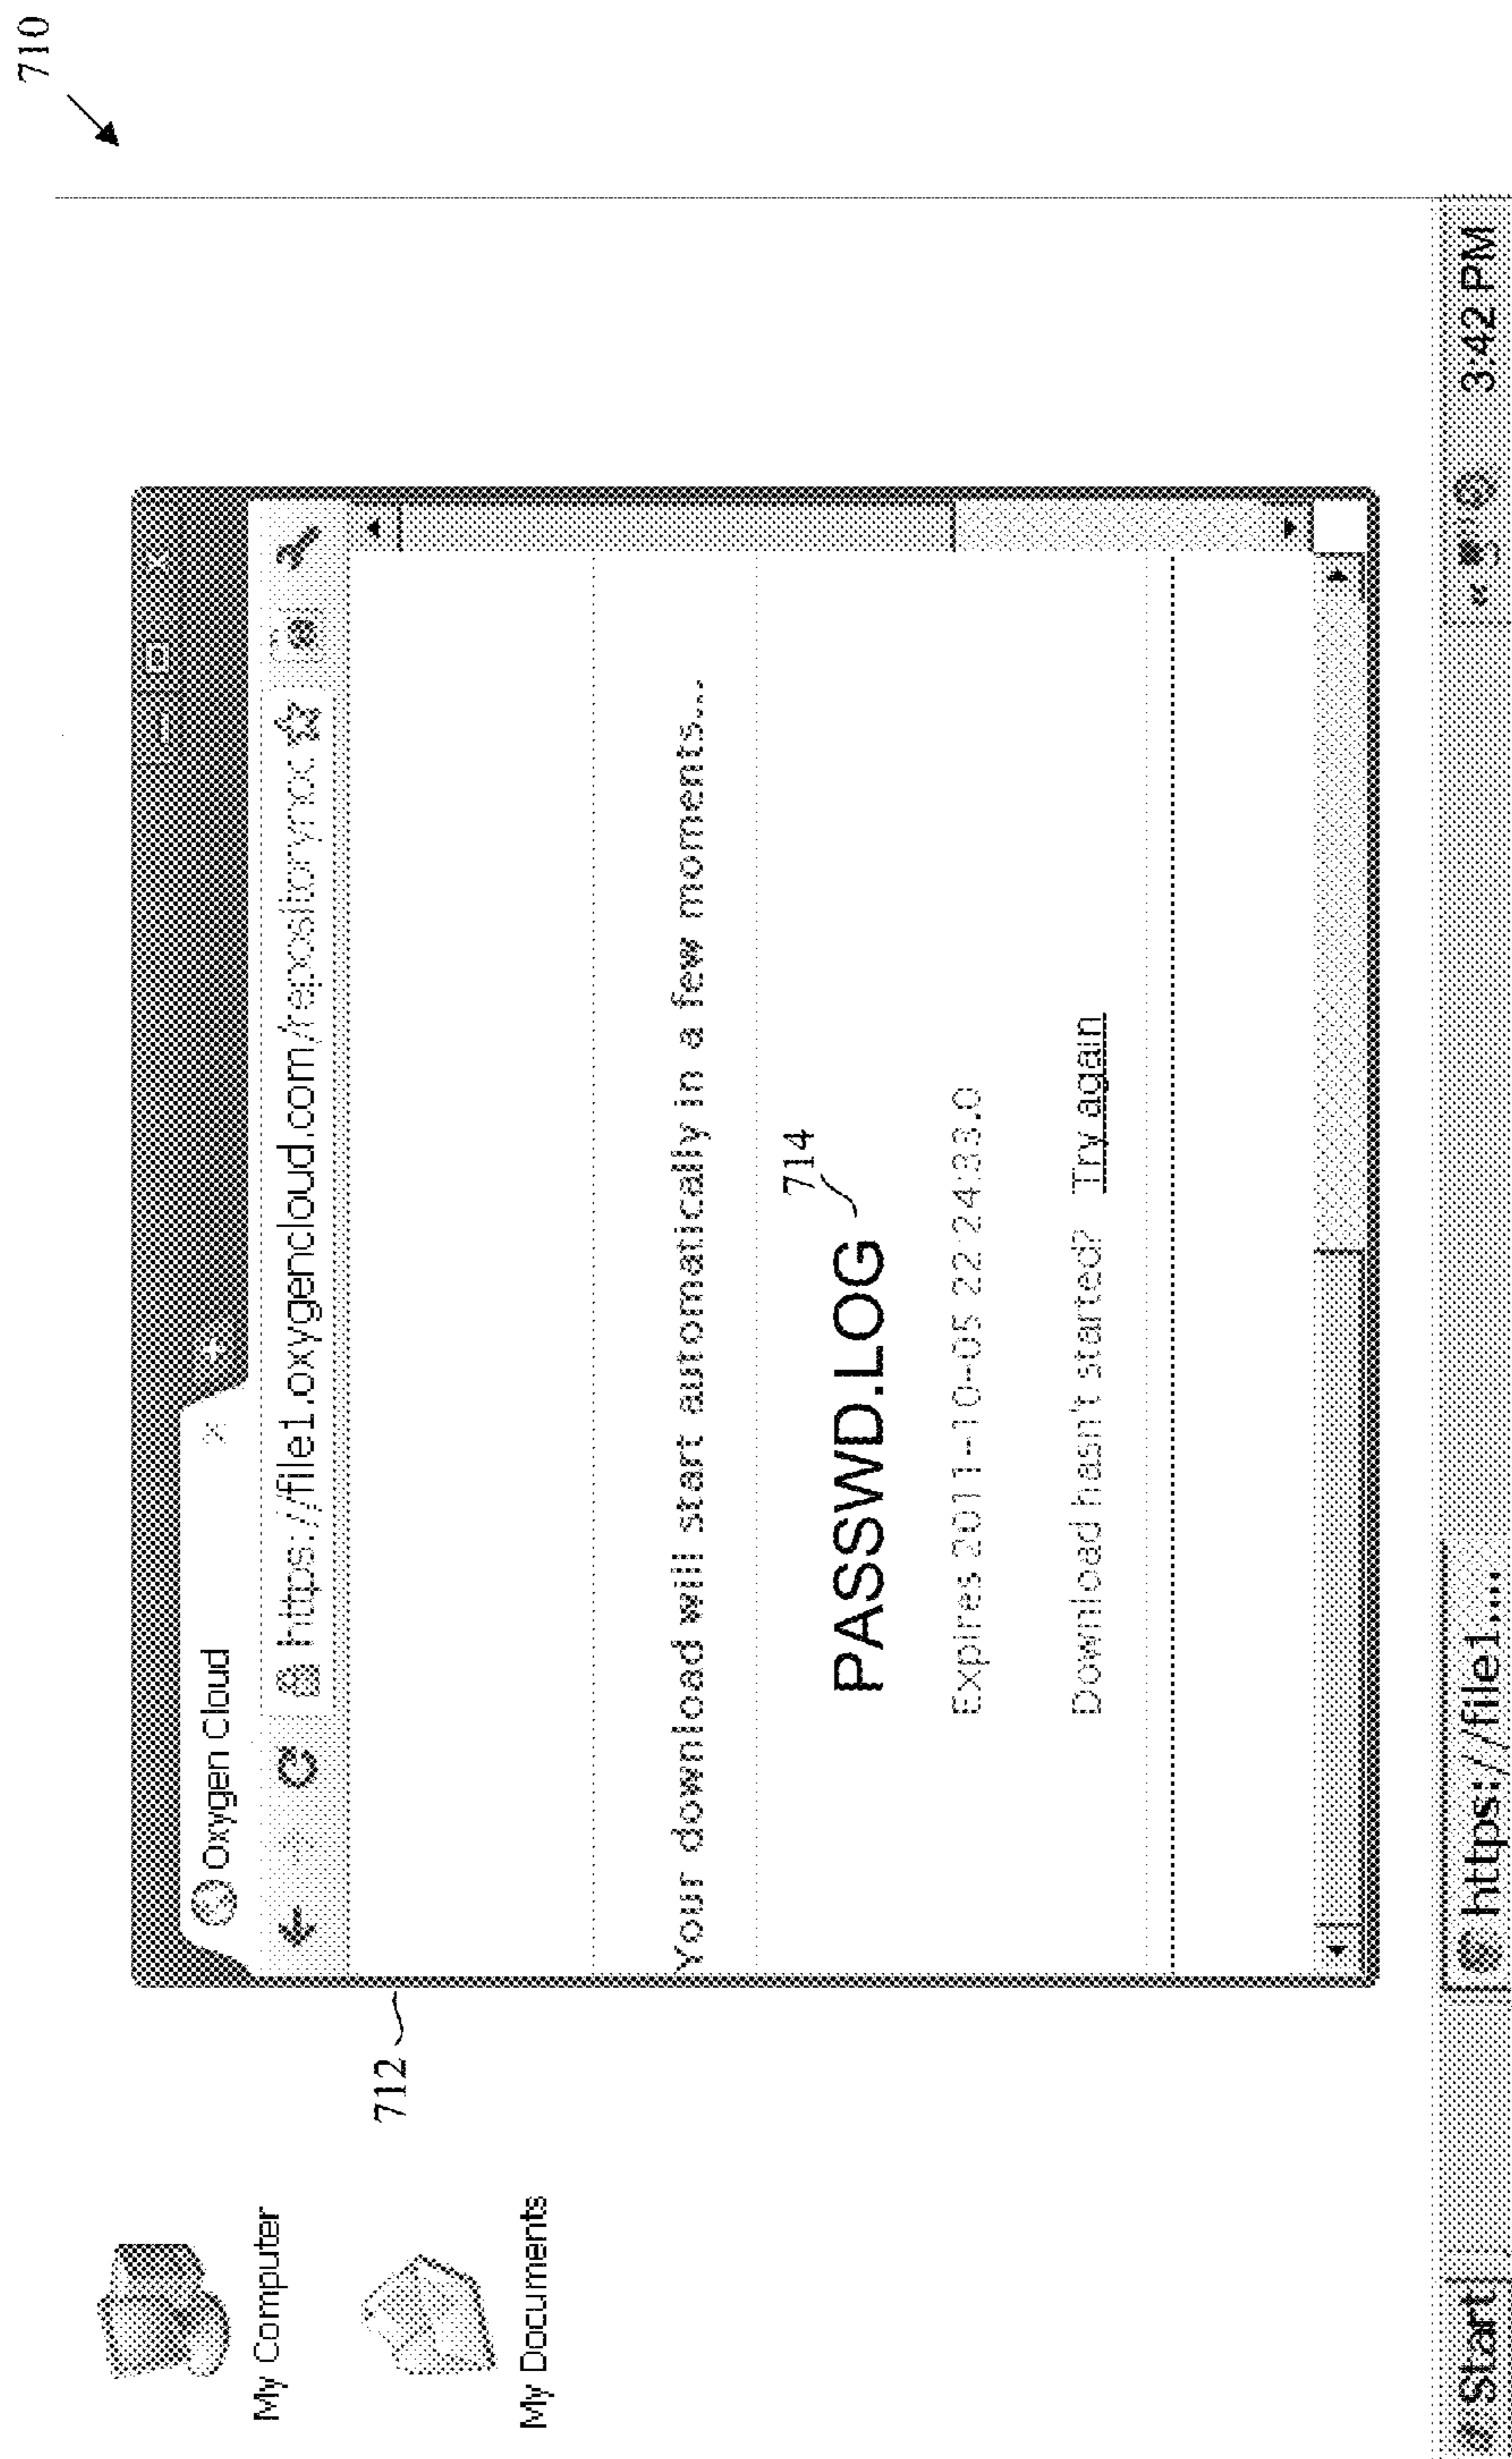 710
My Computer
My Documents
712
Oxygen Cloud
https://file1.oxygencloud.com/repository/
Your download will start automatically in a few moments...
PASSWD.LOG
714
Expires 2011-10-05 22:24:33.0
Download hasn't started? Try again
Start
https://file1....
3:42 PM